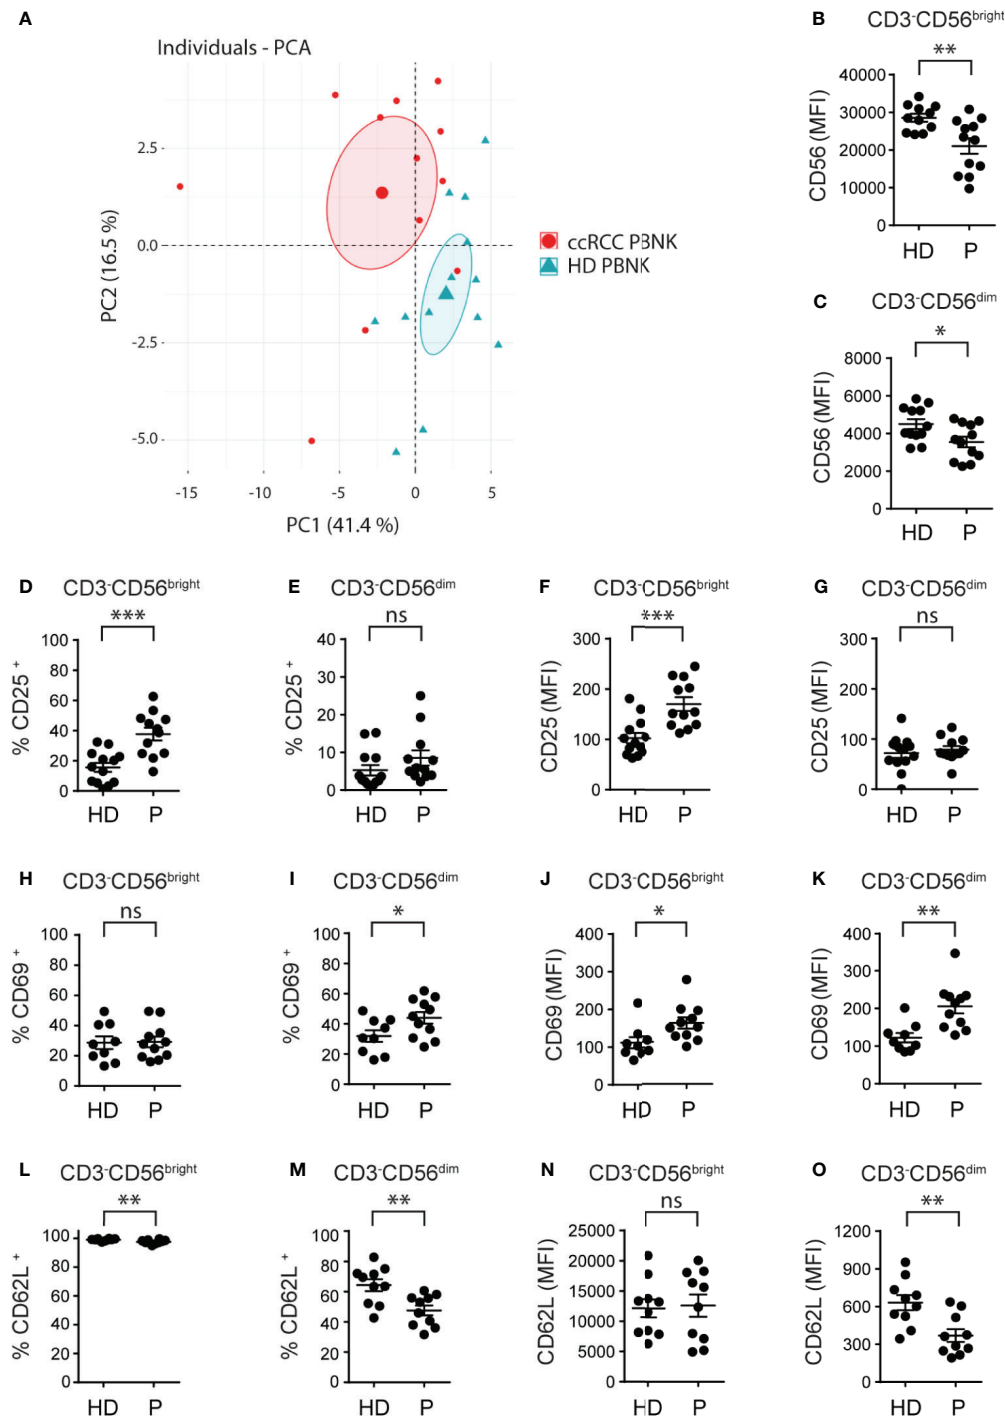 A
Individuals - PCA
2.5
0.0
-2.5
-5.0
PC2 (16.5 %)
-15 -10 -5 0 5
PC1 (41.4 %)
ccRCC PBNK
HD PBNK
B
CD3-CD56bright
**
40000
30000
20000
10000
0
CD56 (MFI)
HD P
C
CD3-CD56dim
*
8000
6000
4000
2000
0
CD56 (MFI)
HD P
D
CD3-CD56bright
***
100
80
60
40
20
0
% CD25 +
HD P
E
CD3-CD56dim
ns
40
30
20
10
0
% CD25 +
HD P
F
CD3-CD56bright
***
300
200
100
0
CD25 (MFI)
HD P
G
CD3-CD56dim
ns
300
200
100
0
CD25 (MFI)
HD P
H
CD3-CD56bright
ns
100
80
60
40
20
0
% CD69 +
HD P
I
CD3-CD56dim
*
100
80
60
40
20
0
% CD69 +
HD P
J
CD3-CD56bright
*
400
300
200
100
0
CD69 (MFI)
HD P
K
CD3-CD56dim
**
400
300
200
100
0
CD69 (MFI)
HD P
L
CD3-CD56bright
**
100
80
60
40
20
0
% CD62L +
HD P
M
CD3-CD56dim
**
100
80
60
40
20
0
% CD62L +
HD P
N
CD3-CD56bright
ns
25000
20000
15000
10000
5000
0
CD62L (MFI)
HD P
O
CD3-CD56dim
**
1200
900
600
300
0
CD62L (MFI)
HD P